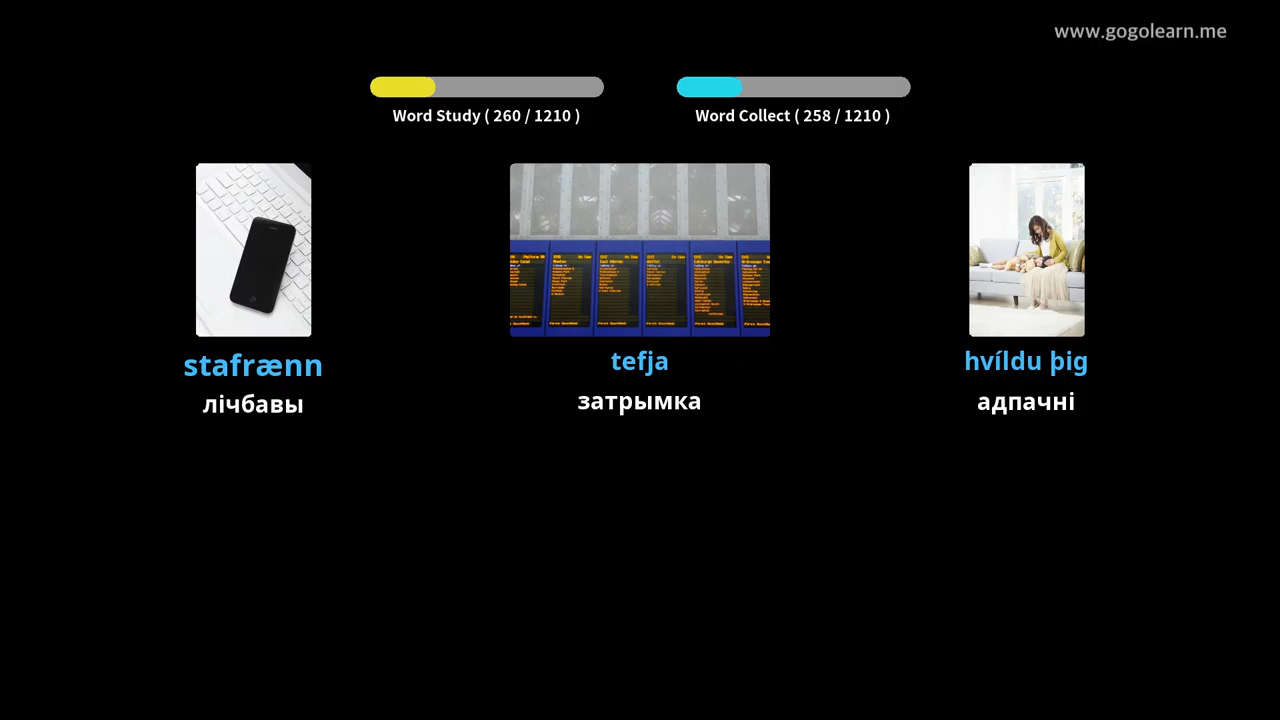 www.gogolearn.me
Word Study ( 260 / 1210 )
Word Collect ( 258 / 1210 )
stafrænn
tefja
hvíldu þig
лічбавы
затрымка
адпачні